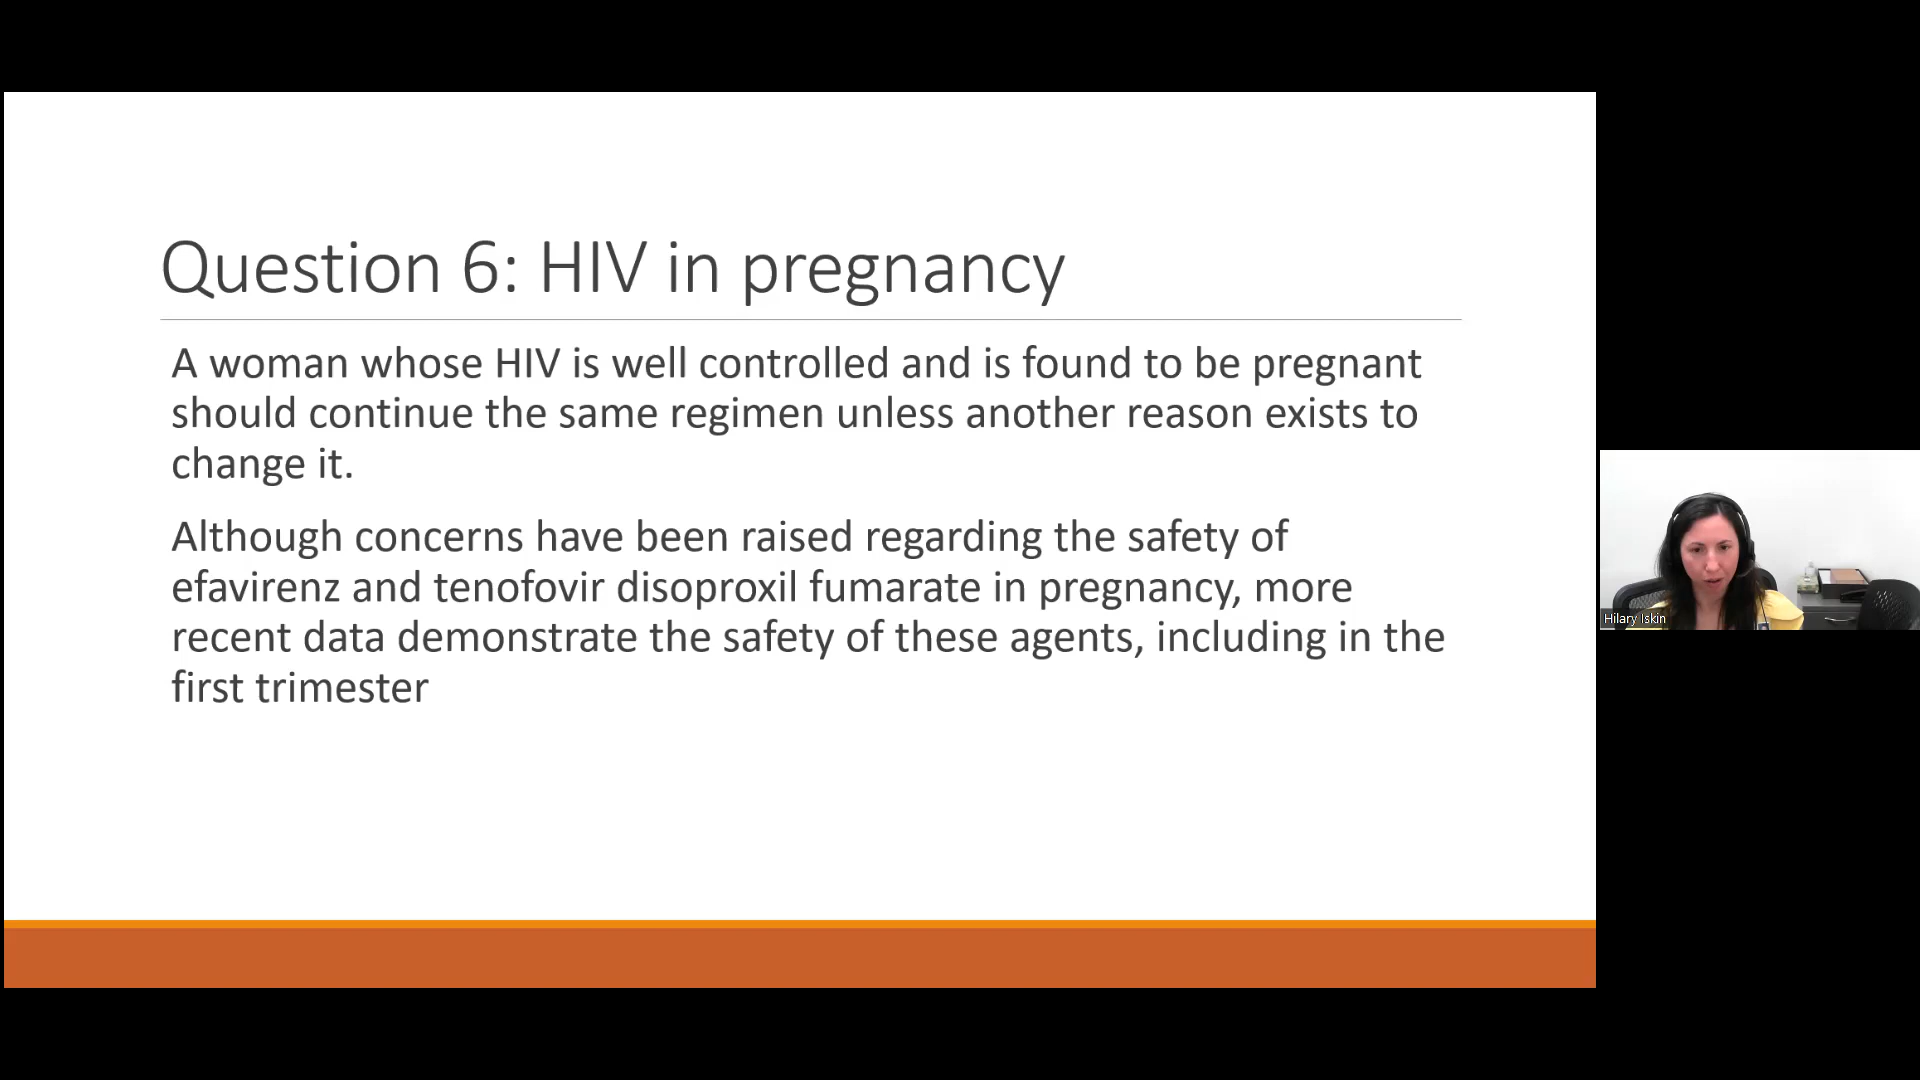 Question 6: HIV in pregnancy
A woman whose HIV is well controlled and is found to be pregnant
should continue the same regimen unless another reason exists to
change it.
Although concerns have been raised regarding the safety of
efavirenz and tenofovir disoproxil fumarate in pregnancy, more
recent data demonstrate the safety of these agents, including in the
first trimester
Hilary Iskin